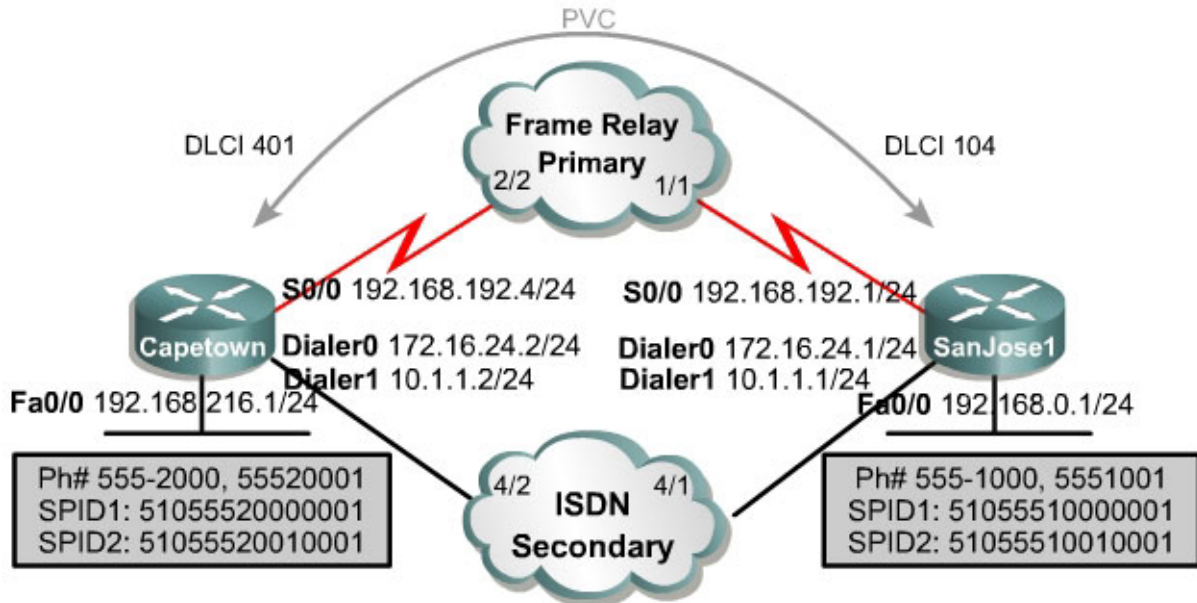 PVC
Frame Relay
Primary
DLCI 401
DLCI 104
2/2
1/1
S0/0 192.168.192.4/24
S0/0 192.168.192.1/24
Capetown
Dialer0 172.16.24.2/24
Dialer1 10.1.1.2/24
Dialer0 172.16.24.1/24
Dialer1 10.1.1.1/24
SanJose1
Fa0/0 192.168.216.1/24
Fa0/0 192.168.0.1/24
Ph# 555-2000, 55520001
SPID1: 51055520000001
SPID2: 51055520010001
4/2
4/1
ISDN
Secondary
Ph# 555-1000, 5551001
SPID1: 51055510000001
SPID2: 51055510010001